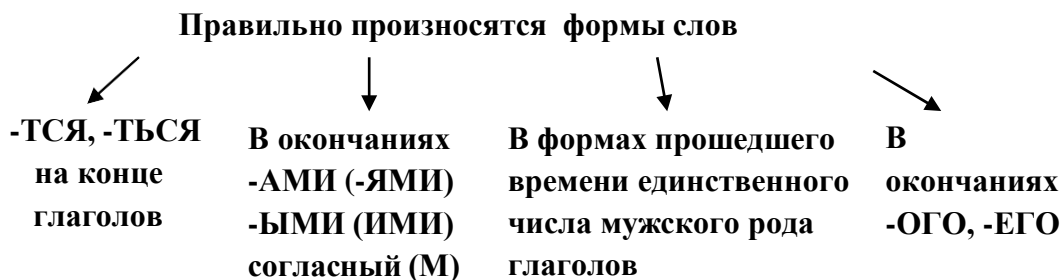 Правильно произносятся формы слов
-ТСЯ, -ТЬСЯ
на конце
глаголов
В окончаниях
-АМИ (-ЯМИ)
-ЫМИ (ИМИ)
согласный (М)
В формах прошедшего
времени единственного
числа мужского рода
глаголов
В
окончаниях
-ОГО, -ЕГО